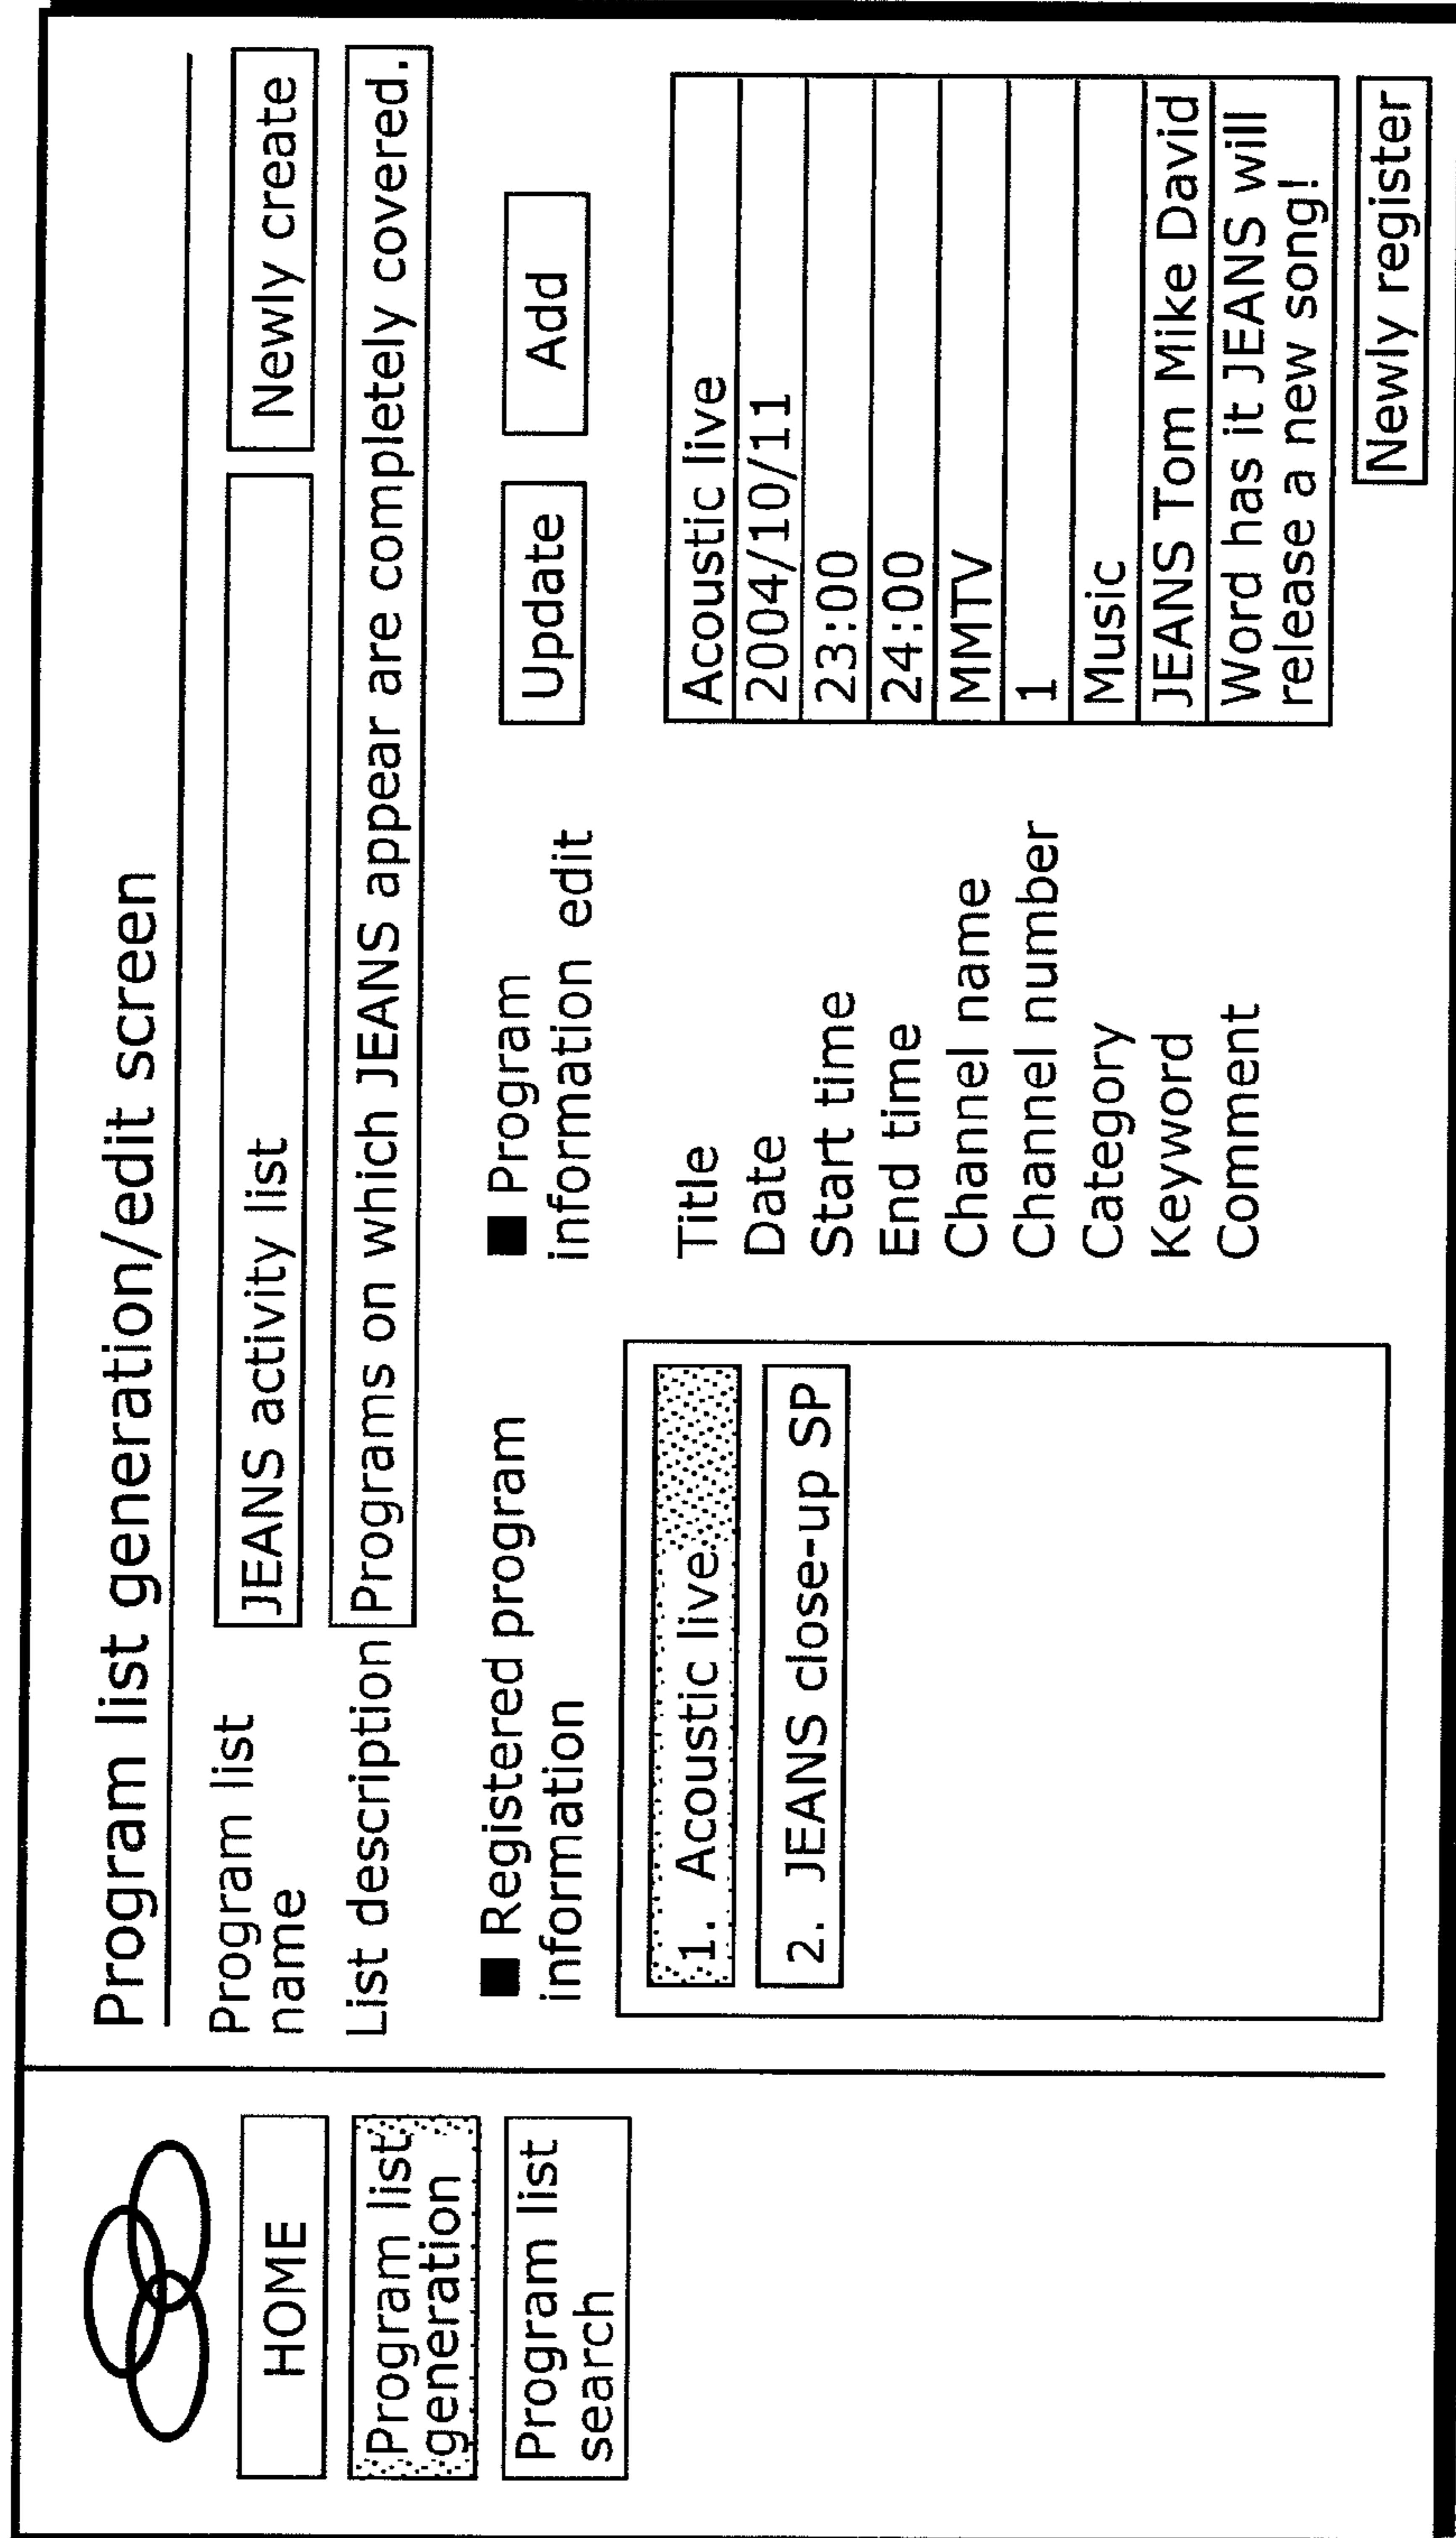 HOME
Program list
generation
Program list
search
Program list generation/edit screen
Program list
name
JEANS activity list
Newly create
List description
Programs on which JEANS appear are completely covered.
■ Registered program
information
1. Acoustic live
2. JEANS close-up SP
■ Program
information edit
Update
Add
Title
Acoustic live
Date
2004/10/11
Start time
23:00
End time
24:00
Channel name
MMTV
Channel number
1
Category
Music
Keyword
JEANS Tom Mike David
Comment
Word has it JEANS will
release a new song!
Newly register